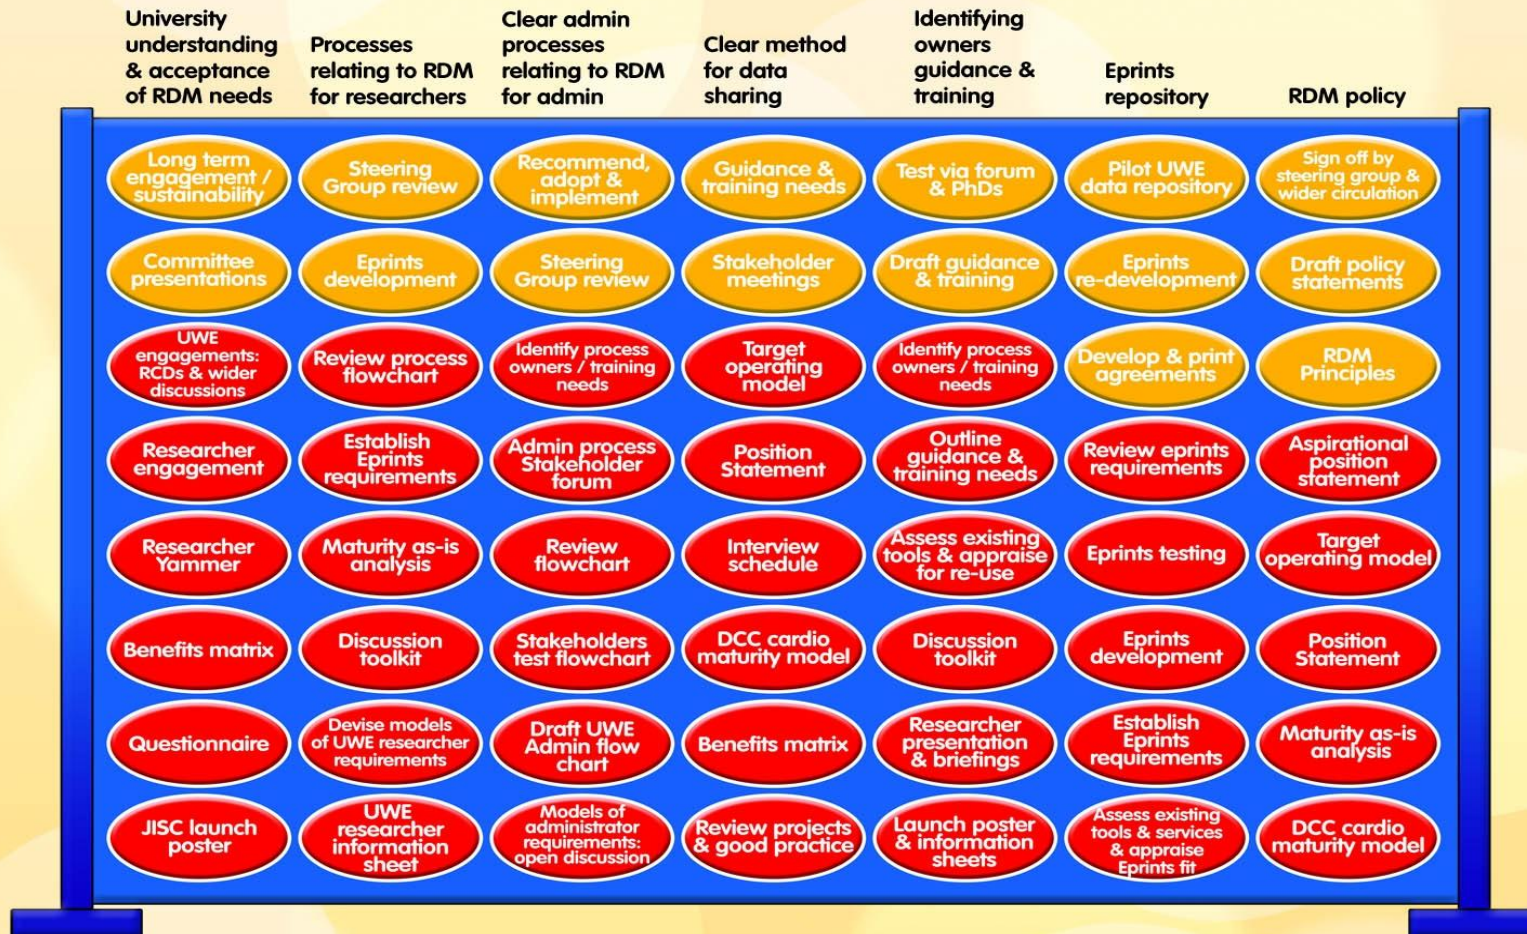 University
understanding
& acceptance
of RDM needs
Processes
relating to RDM
for researchers
Clear admin
processes
relating to RDM
for admin
Clear method
for data
sharing
Identifying
owners
guidance &
training
Eprints
repository
RDM policy
Long term
engagement /
sustainability
Steering
Group review
Recommend,
adopt &
implement
Guidance &
training needs
Test via forum
& PhDs
Pilot UWE
data repository
Sign off by
steering group &
wider circulation
Committee
presentations
Eprints
development
Steering
Group review
Stakeholder
meetings
Draft guidance
& training
Eprints
re-development
Draft policy
statements
UWE
engagements:
RCDs & wider
discussions
Review process
flowchart
Identify process
owners / training
needs
Target
operating
model
Identify process
owners / training
needs
Develop & print
agreements
RDM
Principles
Researcher
engagement
Establish
Eprints
requirements
Admin process
Stakeholder
forum
Position
Statement
Outline
guidance &
training needs
Review eprints
requirements
Aspirational
position
statement
Researcher
Yammer
Maturity as-is
analysis
Review
flowchart
Interview
schedule
Assess existing
tools & appraise
for re-use
Eprints testing
Target
operating model
Benefits matrix
Discussion
toolkit
Stakeholders
test flowchart
DCC cardio
maturity model
Discussion
toolkit
Eprints
development
Position
Statement
Questionnaire
Devise models
of UWE researcher
requirements
Draft UWE
Admin flow
chart
Benefits matrix
Researcher
presentation
& briefings
Establish
Eprints
requirements
Maturity as-is
analysis
JISC launch
poster
UWE
researcher
information
sheet
Models of
administrator
requirements:
open discussion
Review projects
& good practice
Launch poster
& information
sheets
Assess existing
tools & services
& appraise
Eprints fit
DCC cardio
maturity model